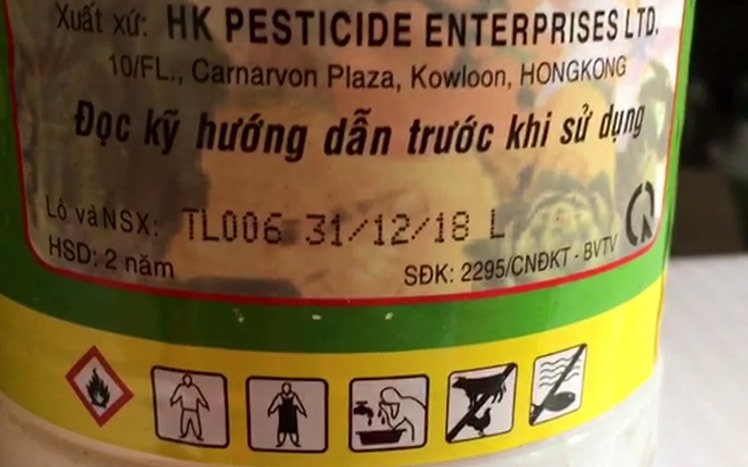 Xuất xứ: HK PESTICIDE ENTERPRISES LTD.
10/FL., Carnarvon Plaza, Kowloon, HONGKONG
Đọc kỹ hướng dẫn trước khi sử dụng
Lô và NSX: TL006 31/12/18 L
HSD: 2 năm
SĐK: 2295/CNĐKT - BVTV